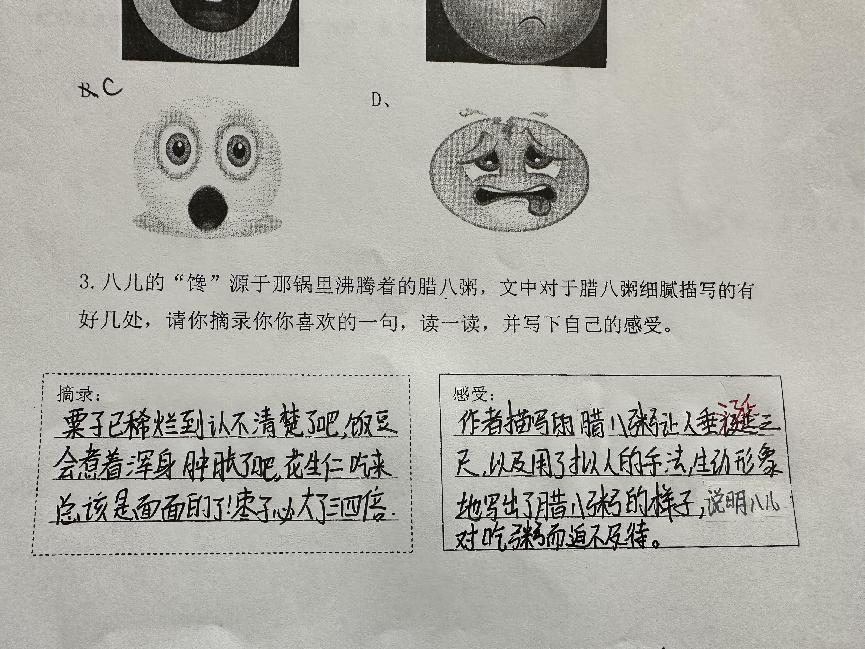 B、C
D、
3. 八儿的“馋”源于那锅里沸腾着的腊八粥，文中对于腊八粥细腻描写的有
好几处，请你摘录你你喜欢的一句，读一读，并写下自己的感受。
摘录：
栗子已稀烂到认不清楚了吧，饭豆
会煮着浑身肿胀了吧，花生仁吃来
总该是面面的了！枣子必大了三四倍.
感受：
作者描写的腊八粥让人垂涎三
尺，以及用了拟人的手法，生动形象
地写出了腊八粥的样子，说明八儿
对吃粥而迫不及待。